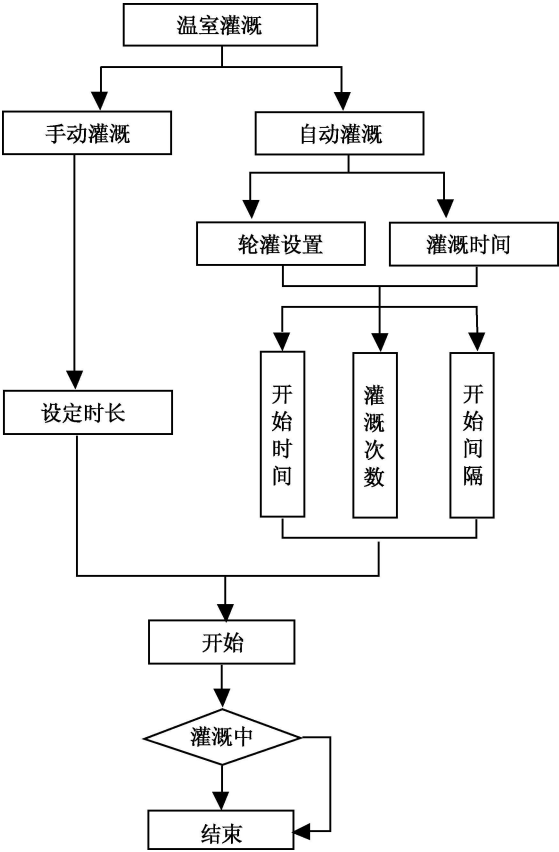 温室灌溉
手动灌溉
自动灌溉
轮灌设置
灌溉时间
设定时长
开始时间
灌溉次数
开始间隔
开始
灌溉中
结束